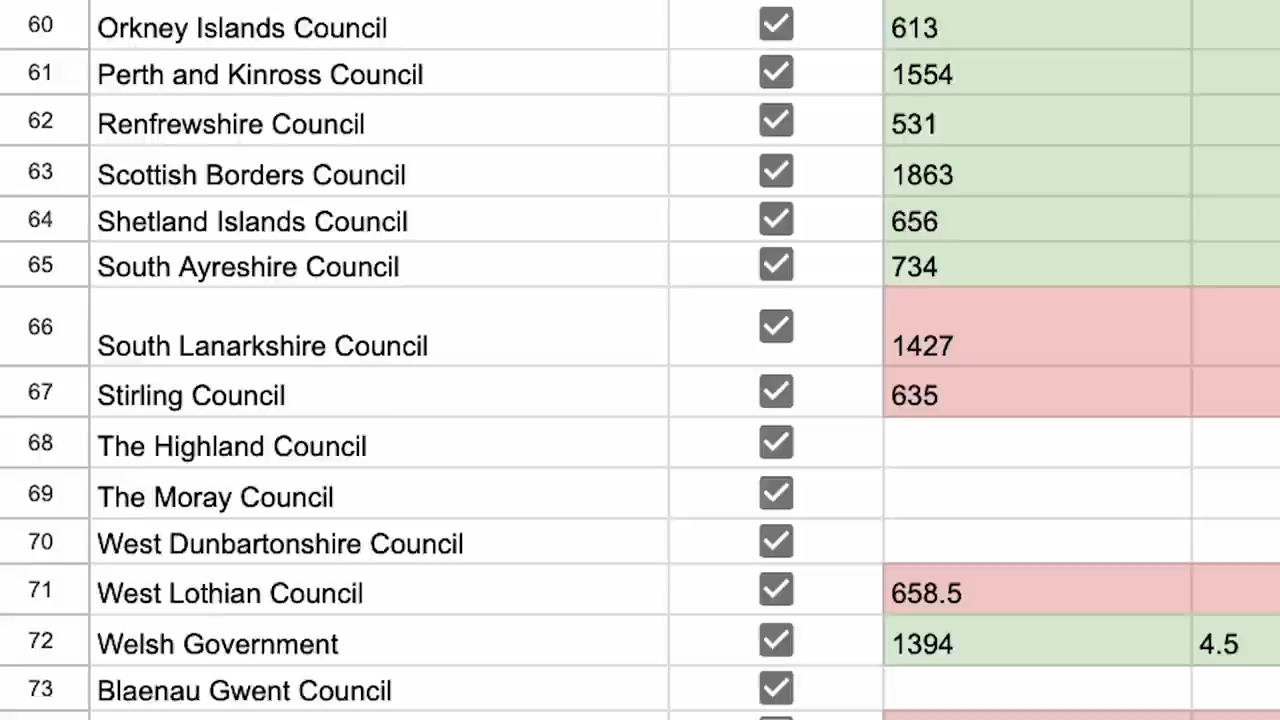 60 Orkney Islands Council 613
61 Perth and Kinross Council 1554
62 Renfrewshire Council 531
63 Scottish Borders Council 1863
64 Shetland Islands Council 656
65 South Ayreshire Council 734
66 South Lanarkshire Council 1427
67 Stirling Council 635
68 The Highland Council
69 The Moray Council
70 West Dunbartonshire Council
71 West Lothian Council 658.5
72 Welsh Government 1394 4.5
73 Blaenau Gwent Council